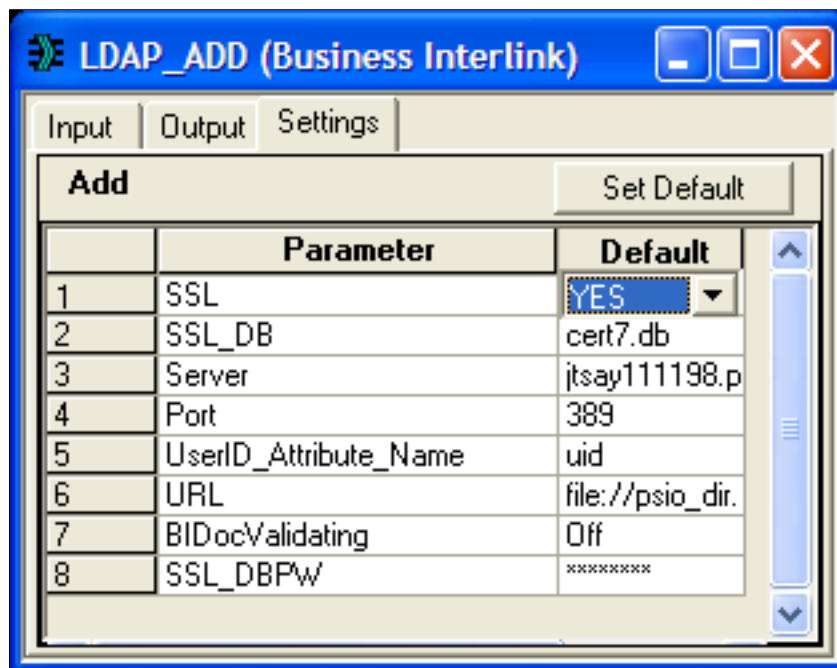 LDAP_ADD (Business Interlink)
Input Output Settings
Add Set Default
Parameter Default
1 SSL YES
2 SSL_DB cert7.db
3 Server jtsay111198.p
4 Port 389
5 UserID_Attribute_Name uid
6 URL file://psio_dir.
7 BIDocValidating Off
8 SSL_DBPW ********